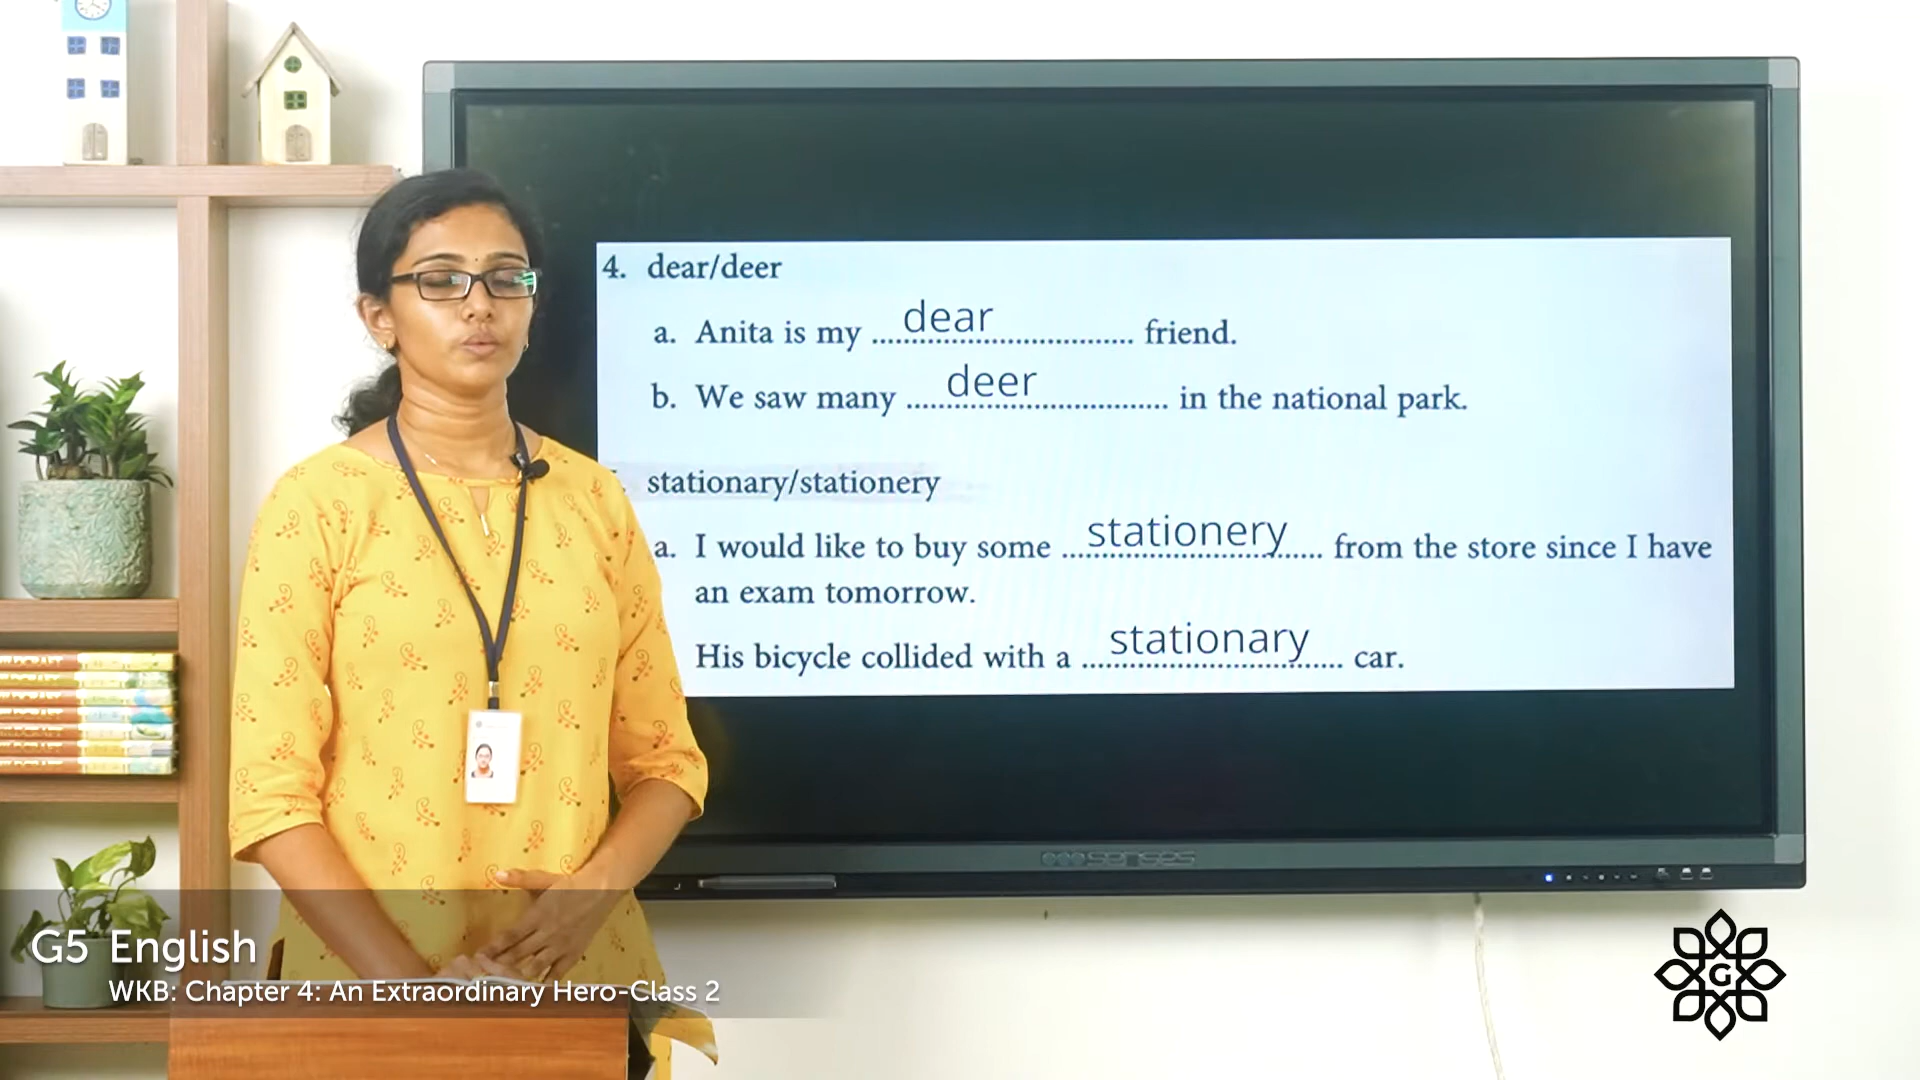 4. dear/deer
a. Anita is my dear friend.
b. We saw many deer in the national park.
stationary/stationery
a. I would like to buy some stationery from the store since I have
an exam tomorrow.
His bicycle collided with a stationary car.
senses
G5 English
WKB: Chapter 4: An Extraordinary Hero-Class 2
G